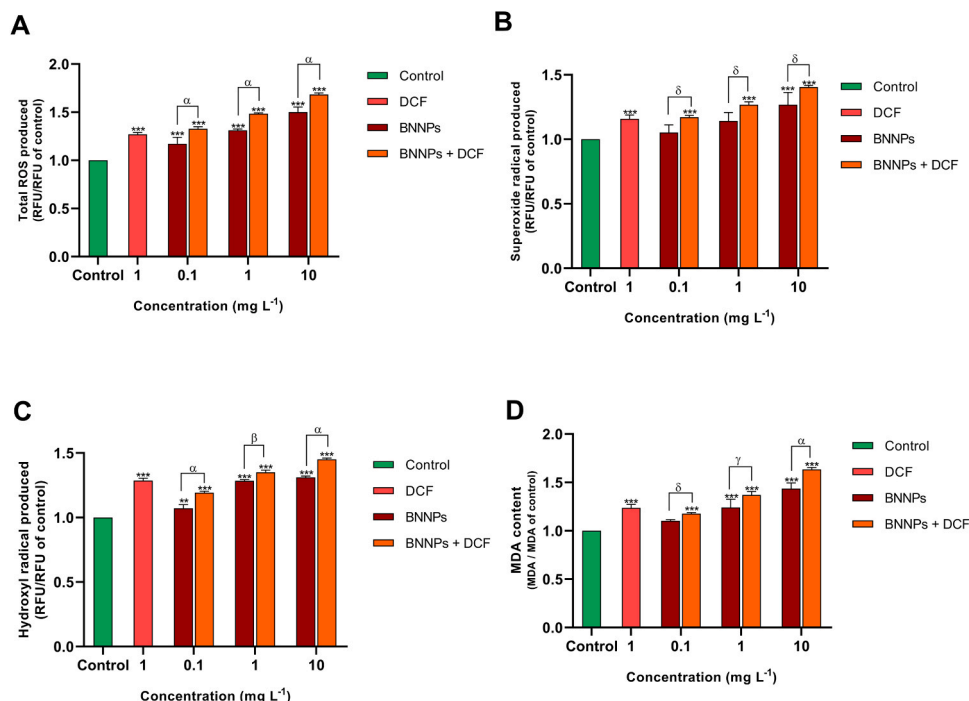 A
2.0
1.5
1.0
0.5
0.0
Total ROS produced
(RFU/RFU of control)
α
α
α
***
***
***
***
***
***
***
Control
1
0.1
1
10
Concentration (mg L-1)
Control
DCF
BNNPs
BNNPs + DCF
B
1.5
1.0
0.5
0.0
Superoxide radical produced
(RFU/RFU of control)
δ
δ
δ
***
***
***
***
***
Control
1
0.1
1
10
Concentration (mg L-1)
Control
DCF
BNNPs
BNNPs + DCF
C
1.5
1.0
0.5
0.0
Hydroxyl radical produced
(RFU/RFU of control)
α
β
α
***
**
***
***
***
***
***
Control
1
0.1
1
10
Concentration (mg L-1)
Control
DCF
BNNPs
BNNPs + DCF
D
2.0
1.5
1.0
0.5
0.0
MDA content
(MDA / MDA of control)
δ
γ
α
***
***
***
***
***
***
Control
1
0.1
1
10
Concentration (mg L-1)
Control
DCF
BNNPs
BNNPs + DCF